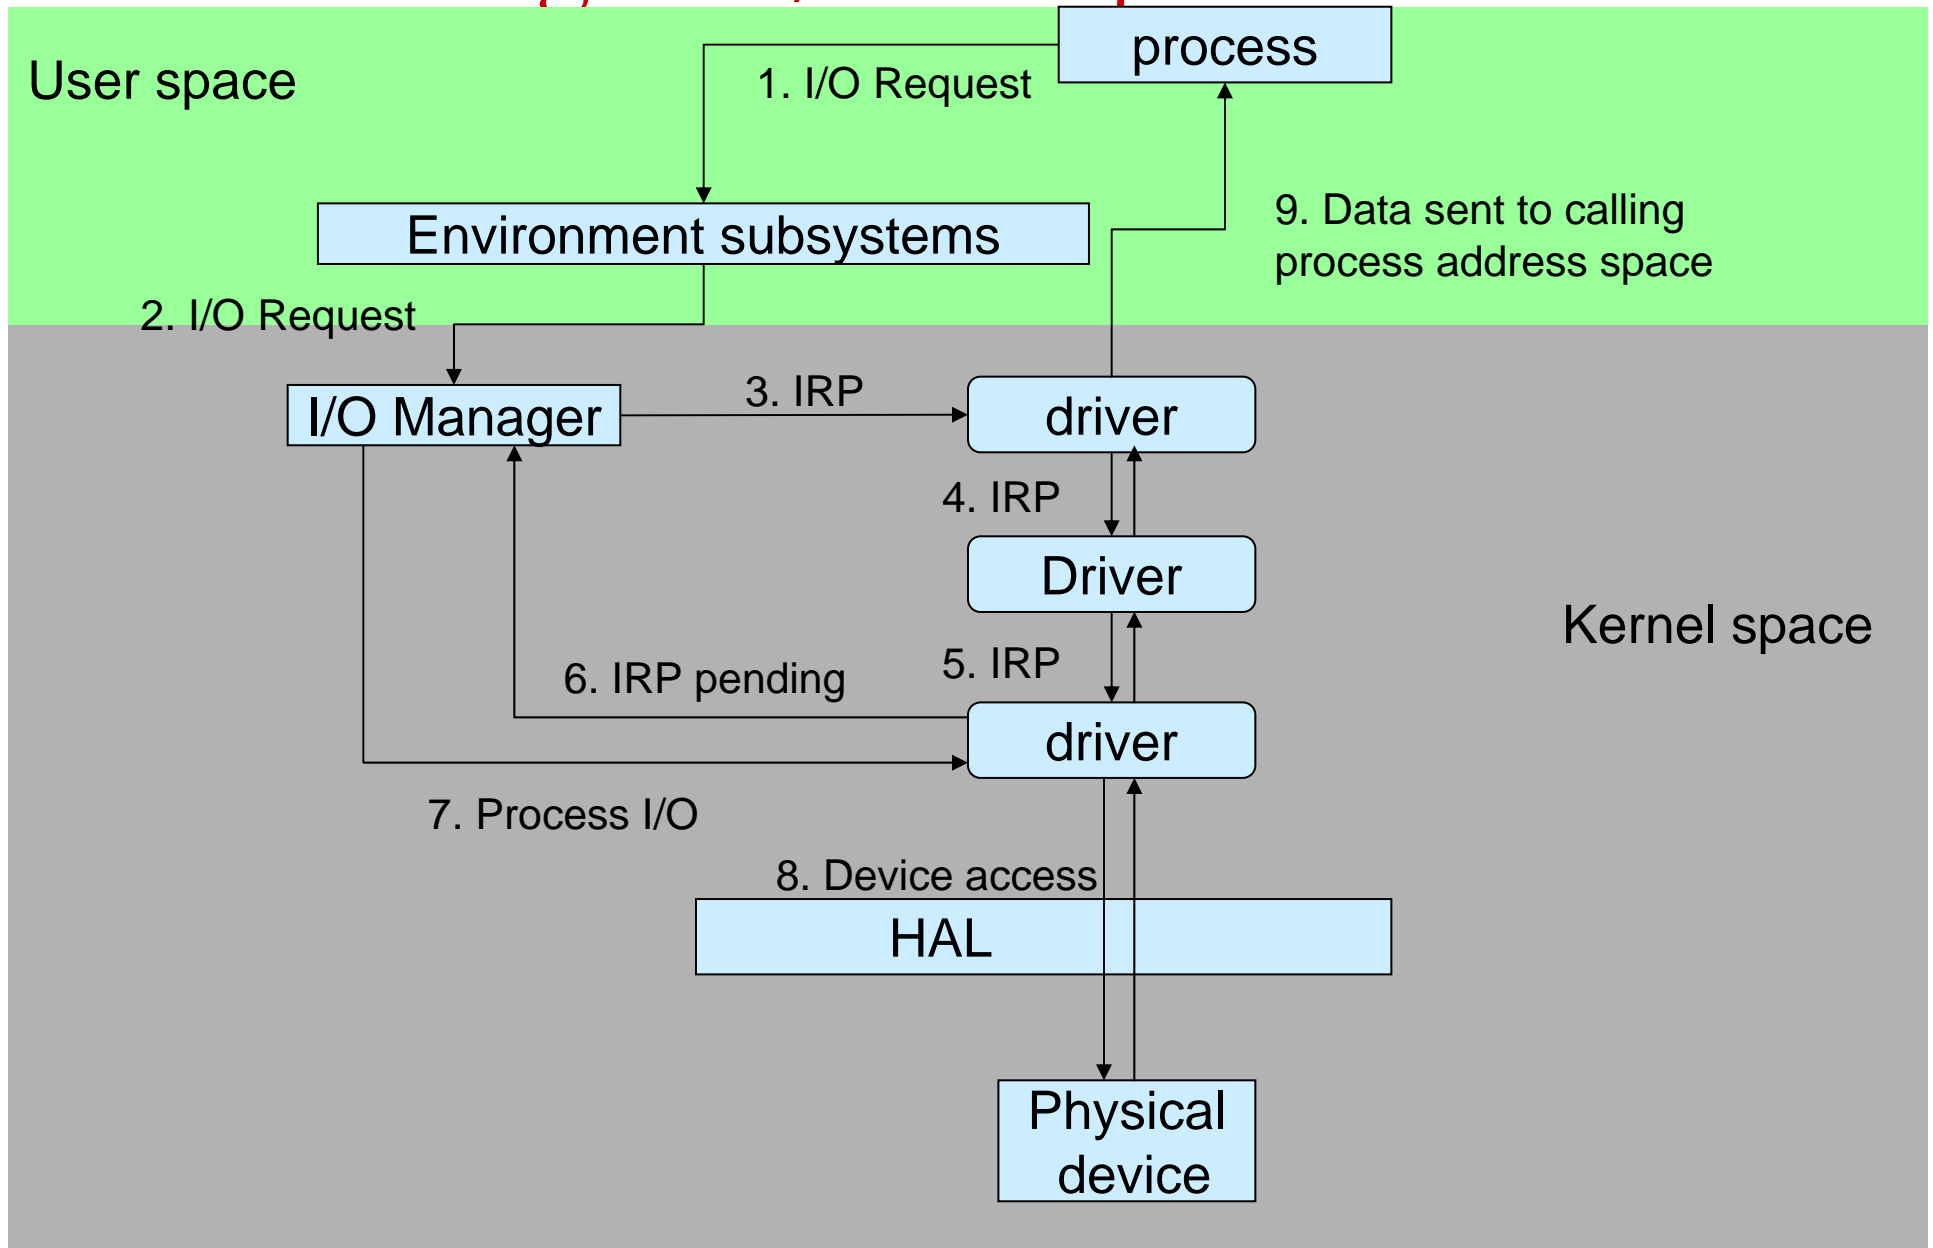 process
User space
1. I/O Request
Environment subsystems
9. Data sent to calling
process address space
2. I/O Request
I/O Manager
3. IRP
driver
4. IRP
Driver
Kernel space
5. IRP
6. IRP pending
driver
7. Process I/O
8. Device access
HAL
Physical
device